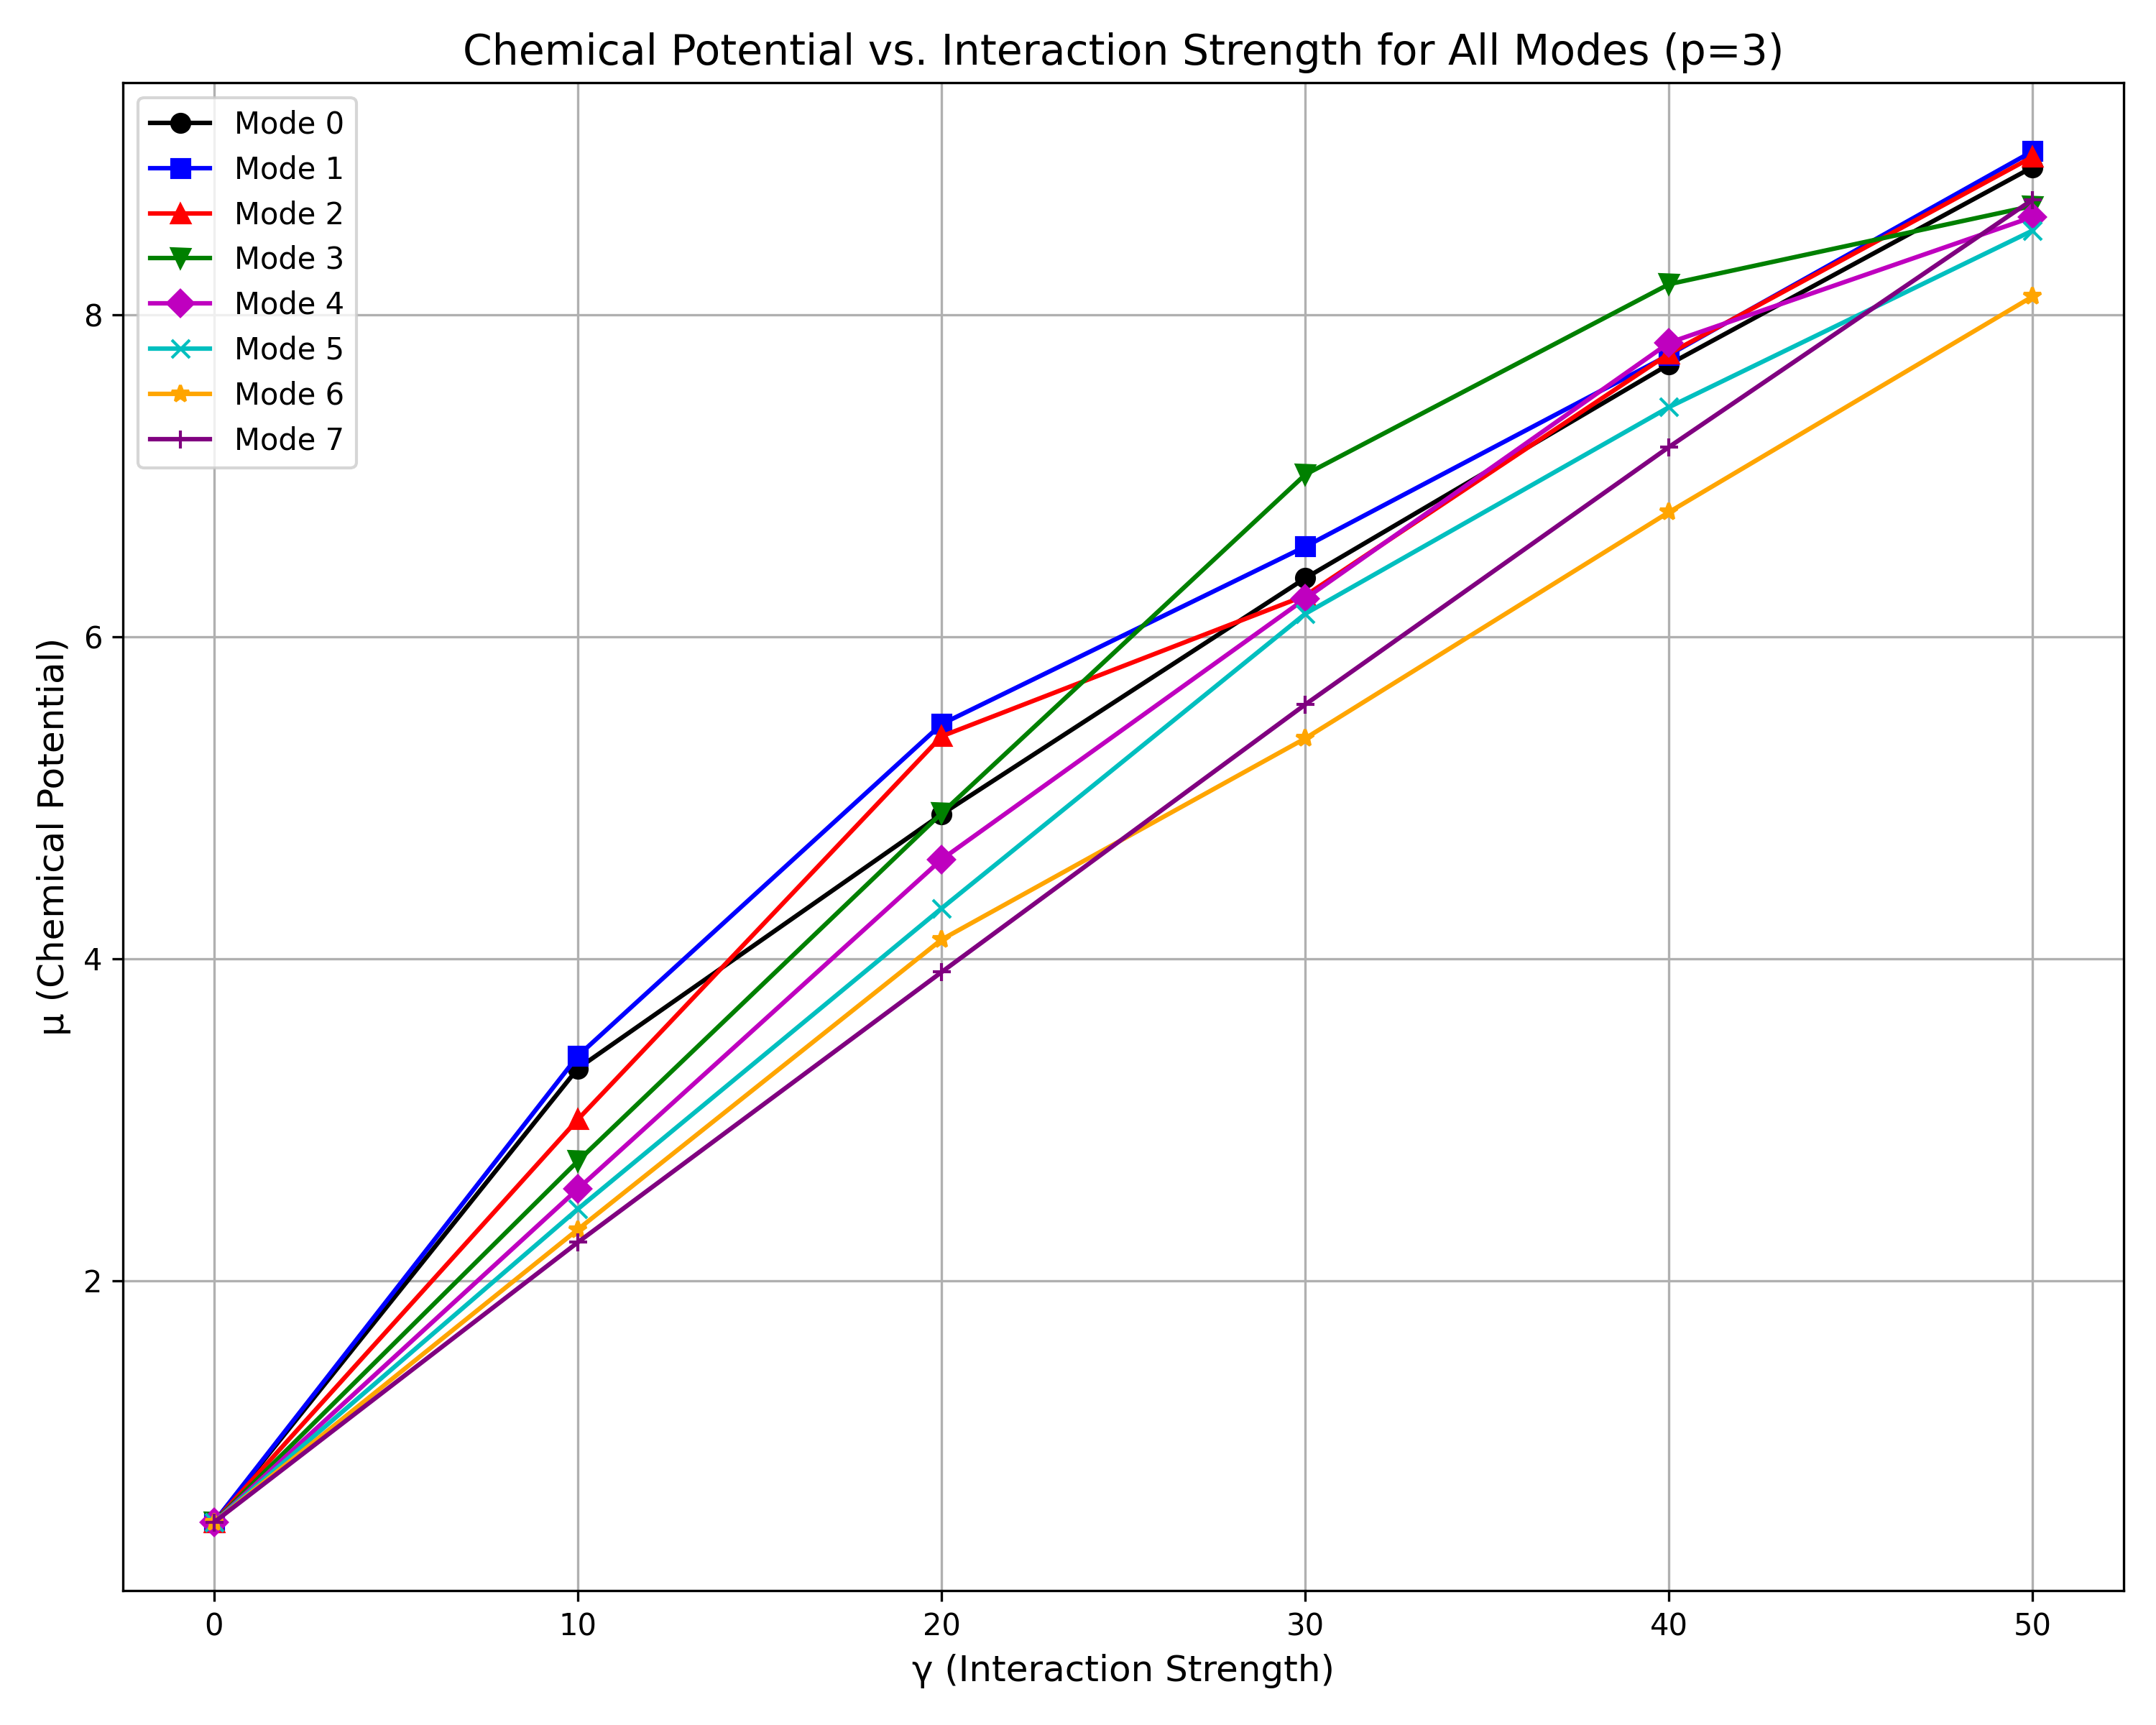 Chemical Potential vs. Interaction Strength for All Modes (p=3)
Mode 0
Mode 1
Mode 2
Mode 3
Mode 4
Mode 5
Mode 6
Mode 7
μ (Chemical Potential)
8
6
4
2
0 10 20 30 40 50
γ (Interaction Strength)